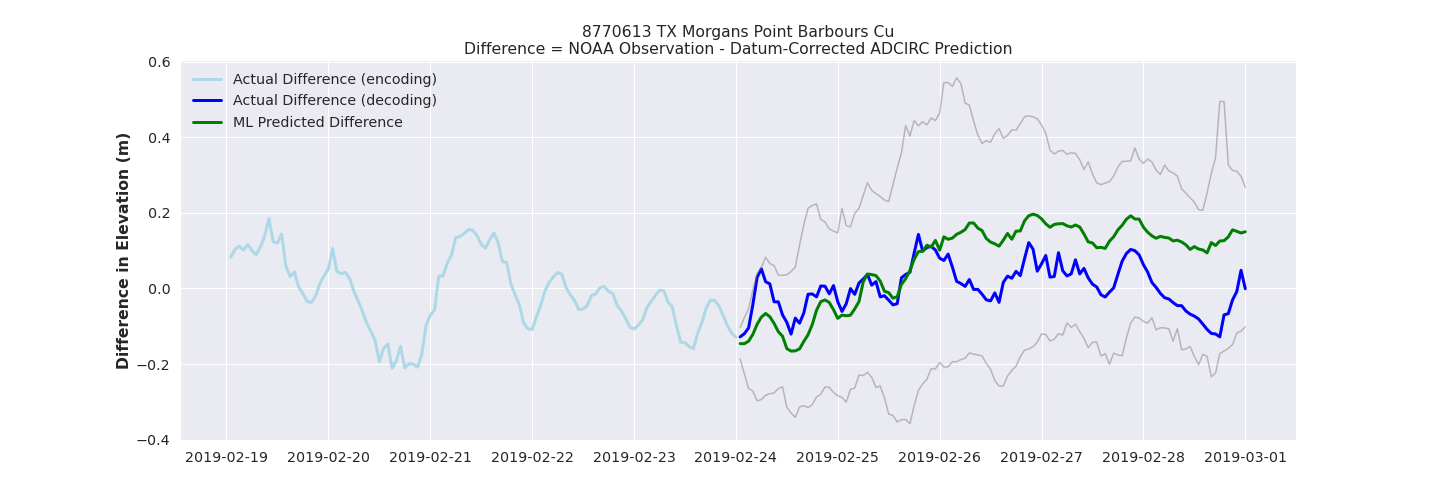 8770613 TX Morgans Point Barbours Cu
Difference = NOAA Observation - Datum-Corrected ADCIRC Prediction
Actual Difference (encoding)
Actual Difference (decoding)
ML Predicted Difference
Difference in Elevation (m)
0.6
0.4
0.2
0.0
−0.2
−0.4
2019-02-19 2019-02-20 2019-02-21 2019-02-22 2019-02-23 2019-02-24 2019-02-25 2019-02-26 2019-02-27 2019-02-28 2019-03-01